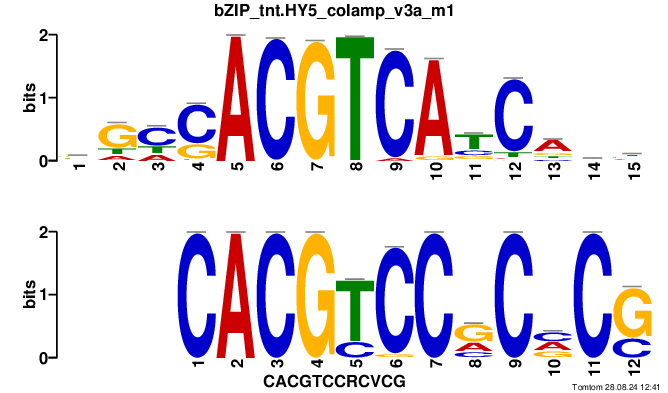 bZIP_tnt.HY5_colamp_v3a_m1
2
1
0
bits
G C C A C G T C A T C A
1 2 3 4 5 6 7 8 9 10 11 12 13 14 15
2
1
0
bits
C A C G T C C G C C C G
C A A G C
1 2 3 4 5 6 7 8 9 10 11 12
CACGTCCRCVCG
Tomtom 28.08.24 12:41